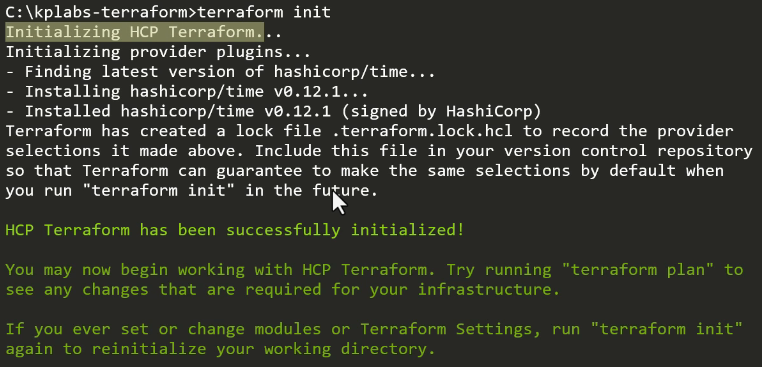 C:\kplabs-terraform>terraform init
Initializing HCP Terraform...
Initializing provider plugins...
- Finding latest version of hashicorp/time...
- Installing hashicorp/time v0.12.1...
- Installed hashicorp/time v0.12.1 (signed by HashiCorp)
Terraform has created a lock file .terraform.lock.hcl to record the provider
selections it made above. Include this file in your version control repository
so that Terraform can guarantee to make the same selections by default when
you run "terraform init" in the future.
HCP Terraform has been successfully initialized!
You may now begin working with HCP Terraform. Try running "terraform plan" to
see any changes that are required for your infrastructure.
If you ever set or change modules or Terraform Settings, run "terraform init"
again to reinitialize your working directory.